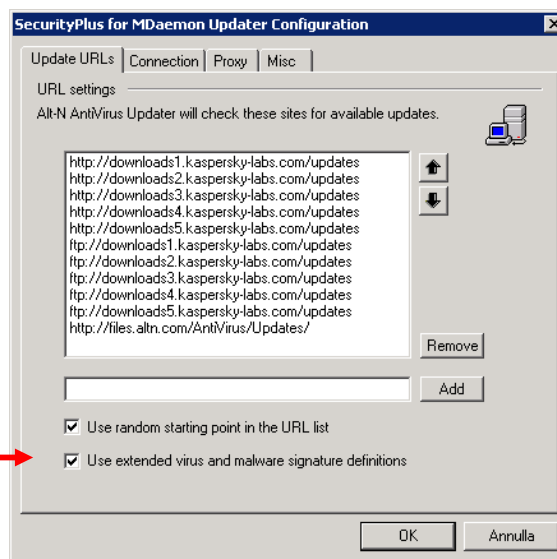 SecurityPlus for MDaemon Updater Configuration
Update URLs Connection Proxy Misc
URL settings
Alt-N AntiVirus Updater will check these sites for available updates.
http://downloads1.kaspersky-labs.com/updates
http://downloads2.kaspersky-labs.com/updates
http://downloads3.kaspersky-labs.com/updates
http://downloads4.kaspersky-labs.com/updates
http://downloads5.kaspersky-labs.com/updates
ftp://downloads1.kaspersky-labs.com/updates
ftp://downloads2.kaspersky-labs.com/updates
ftp://downloads3.kaspersky-labs.com/updates
ftp://downloads4.kaspersky-labs.com/updates
ftp://downloads5.kaspersky-labs.com/updates
http://files.altn.com/AntiVirus/Updates/
Remove
Add
Use random starting point in the URL list
Use extended virus and malware signature definitions
OK Annulla